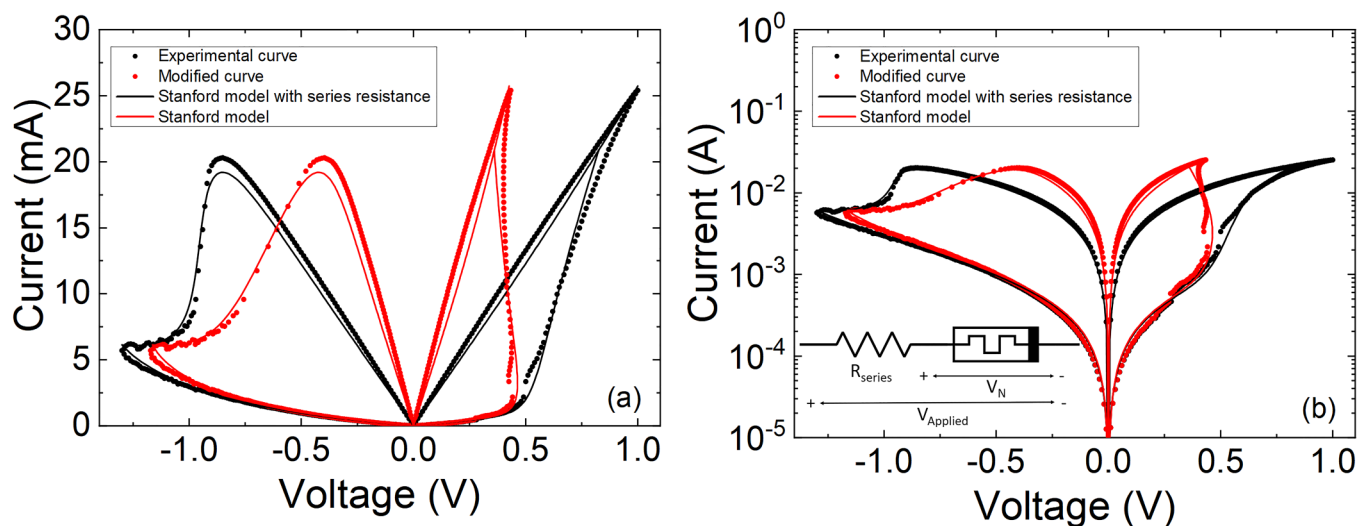 30
25
20
15
10
5
0
Current (mA)
Experimental curve
Modified curve
Stanford model with series resistance
Stanford model
(a)
-1.0 -0.5 0.0 0.5 1.0
Voltage (V)
10^0
10^-1
10^-2
10^-3
10^-4
10^-5
Current (A)
Experimental curve
Modified curve
Stanford model with series resistance
Stanford model
R_series
+ V_N -
+ V_Applied -
(b)
-1.0 -0.5 0.0 0.5 1.0
Voltage (V)